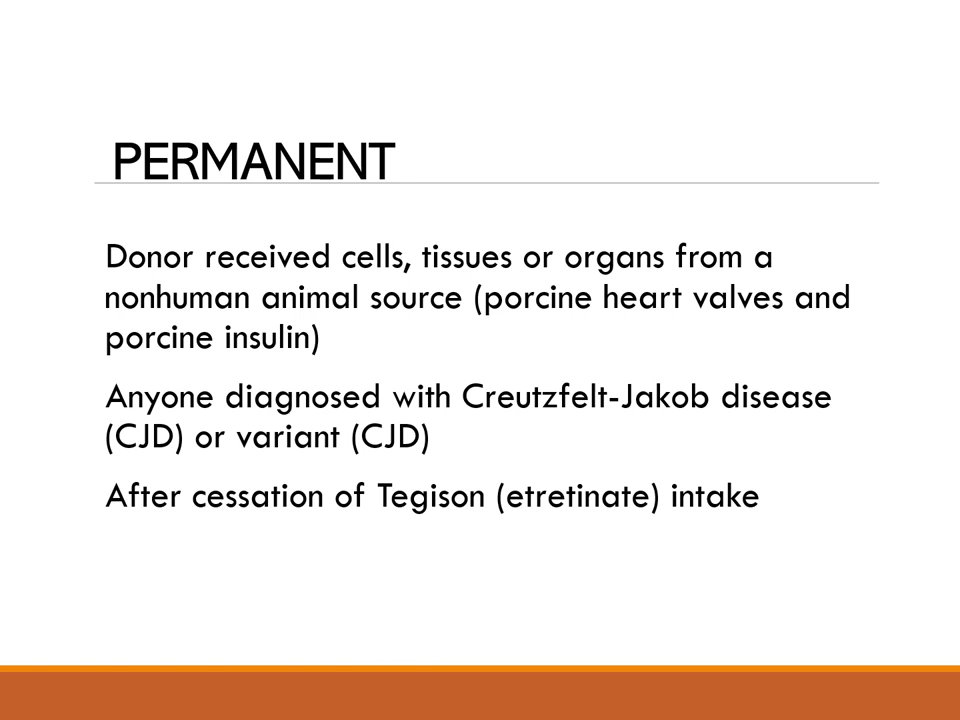 PERMANENT
Donor received cells, tissues or organs from a
nonhuman animal source (porcine heart valves and
porcine insulin)
Anyone diagnosed with Creutzfelt-Jakob disease
(CJD) or variant (CJD)
After cessation of Tegison (etretinate) intake